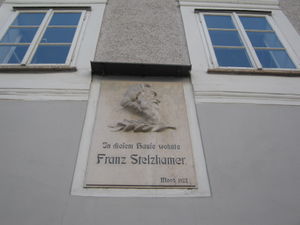 In diesem Hause wohnte
Franz Stelzhamer.